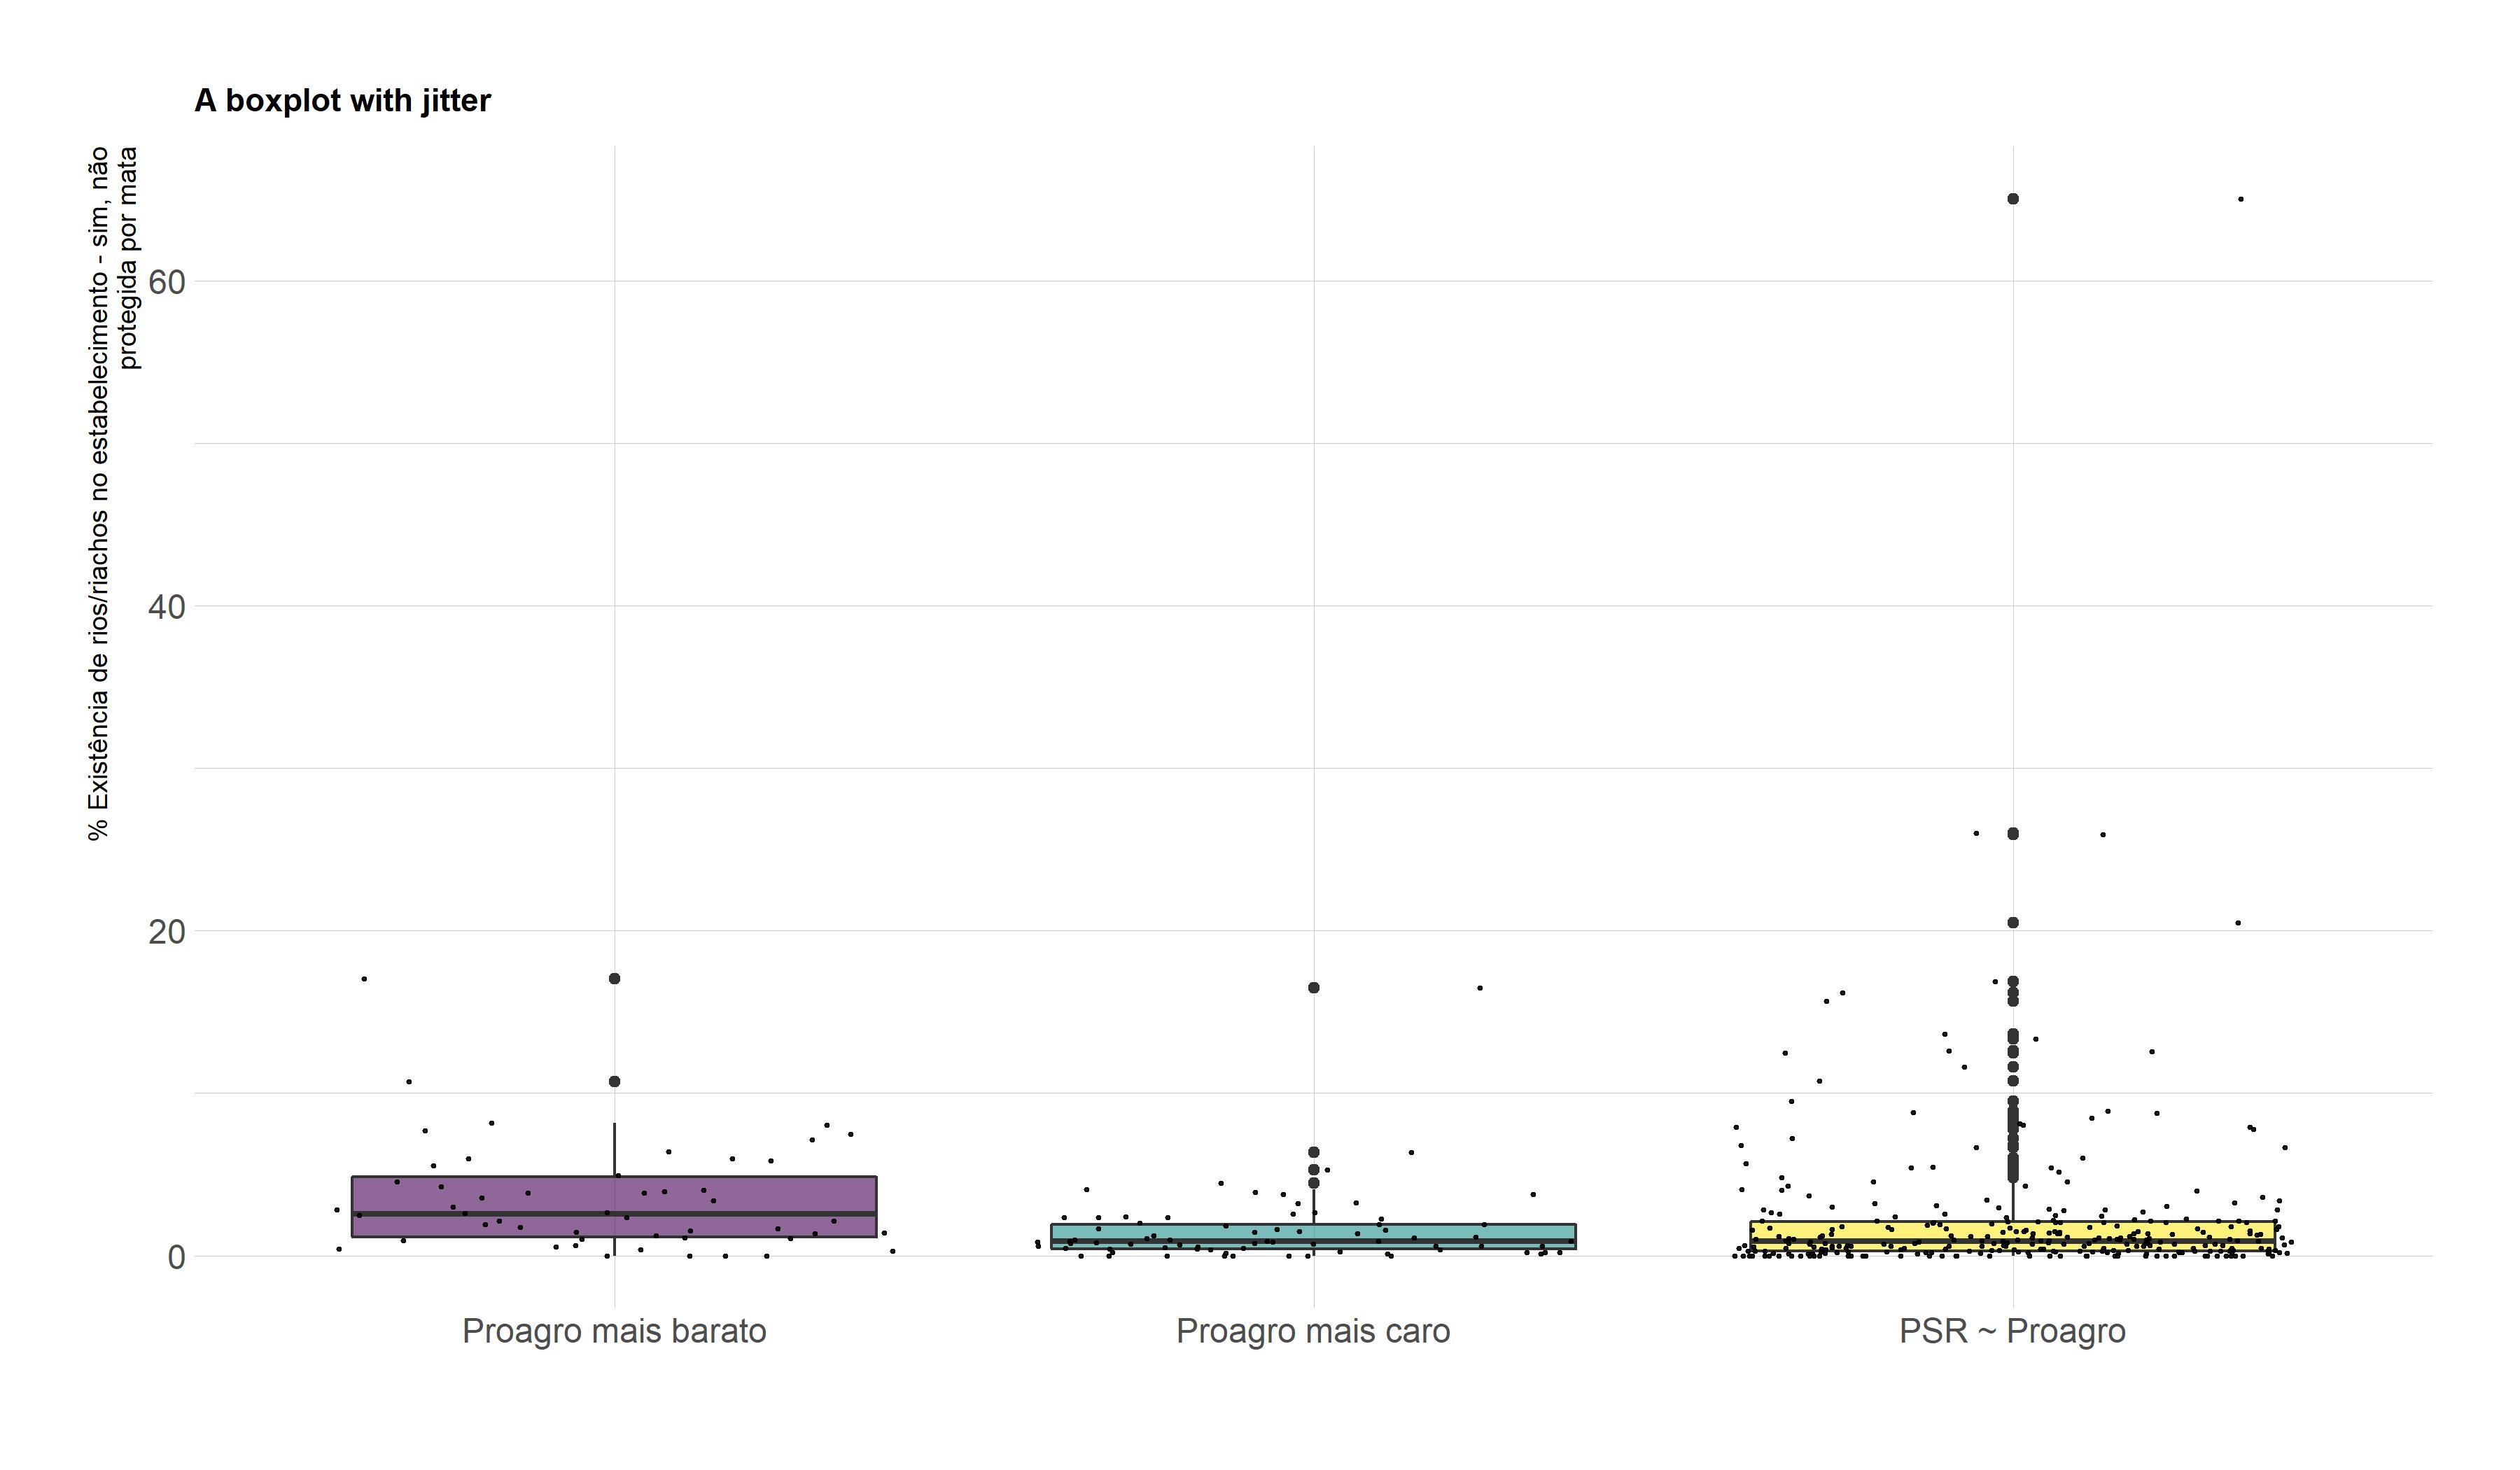 A boxplot with jitter
% Existência de rios/riachos no estabelecimento - sim, não
protegida por mata
60
40
20
0
Proagro mais barato
Proagro mais caro
PSR ~ Proagro